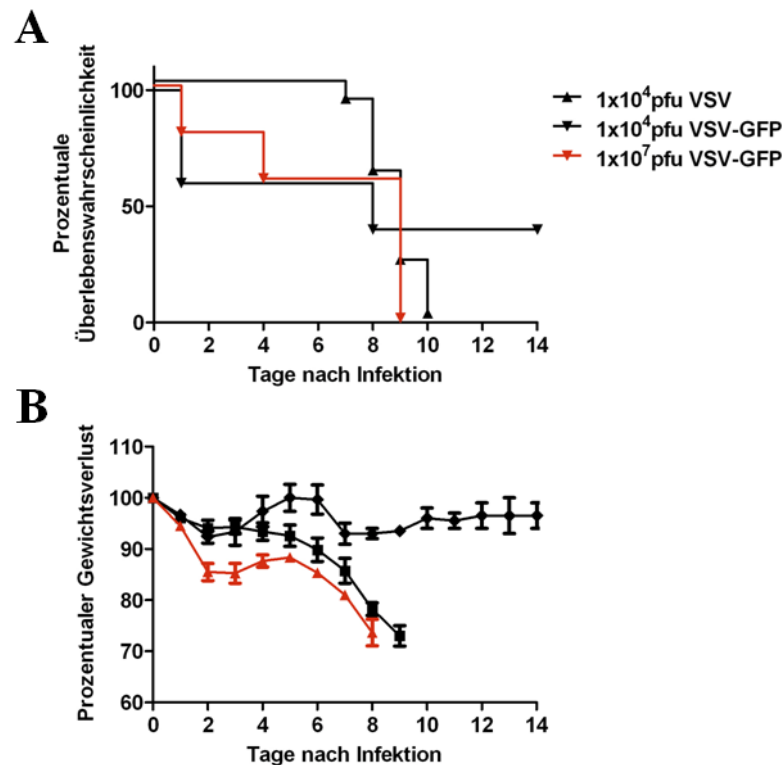 A
Prozentuale
Überlebenswahrscheinlichkeit
100
50
0
0 2 4 6 8 10 12 14
Tage nach Infektion
1x10⁴pfu VSV
1x10⁴pfu VSV-GFP
1x10⁷pfu VSV-GFP
B
Prozentualer Gewichtsverlust
110
100
90
80
70
60
0 2 4 6 8 10 12 14
Tage nach Infektion